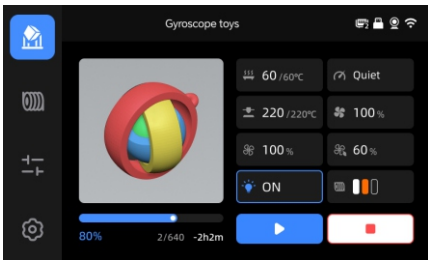 Gyroscope toys
60 /60℃
Quiet
220 /220℃
100 %
100 %
60 %
ON
80%
2/640 -2h2m